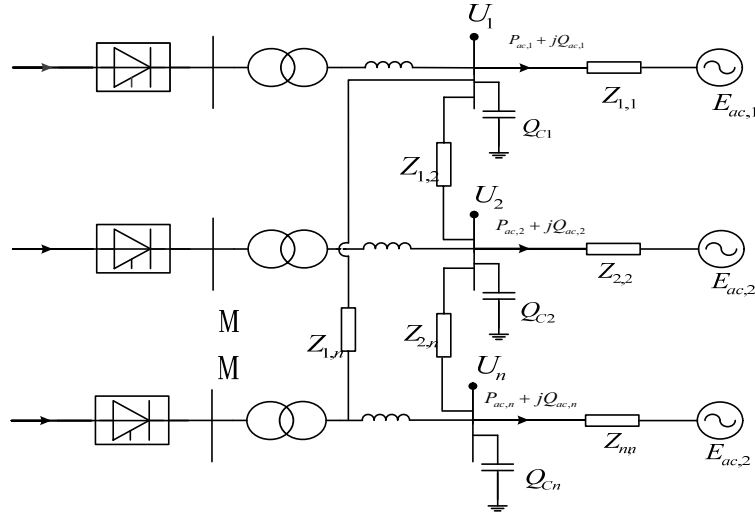 U1
Pac,1 + jQac,1
Z1,1
Eac,1
QC1
Z1,2
U2
Pac,2 + jQac,2
Z2,2
Eac,2
QC2
M
Z1,n
Z2,n
M
Un
Pac,n + jQac,n
Zn,n
Eac,2
QCn